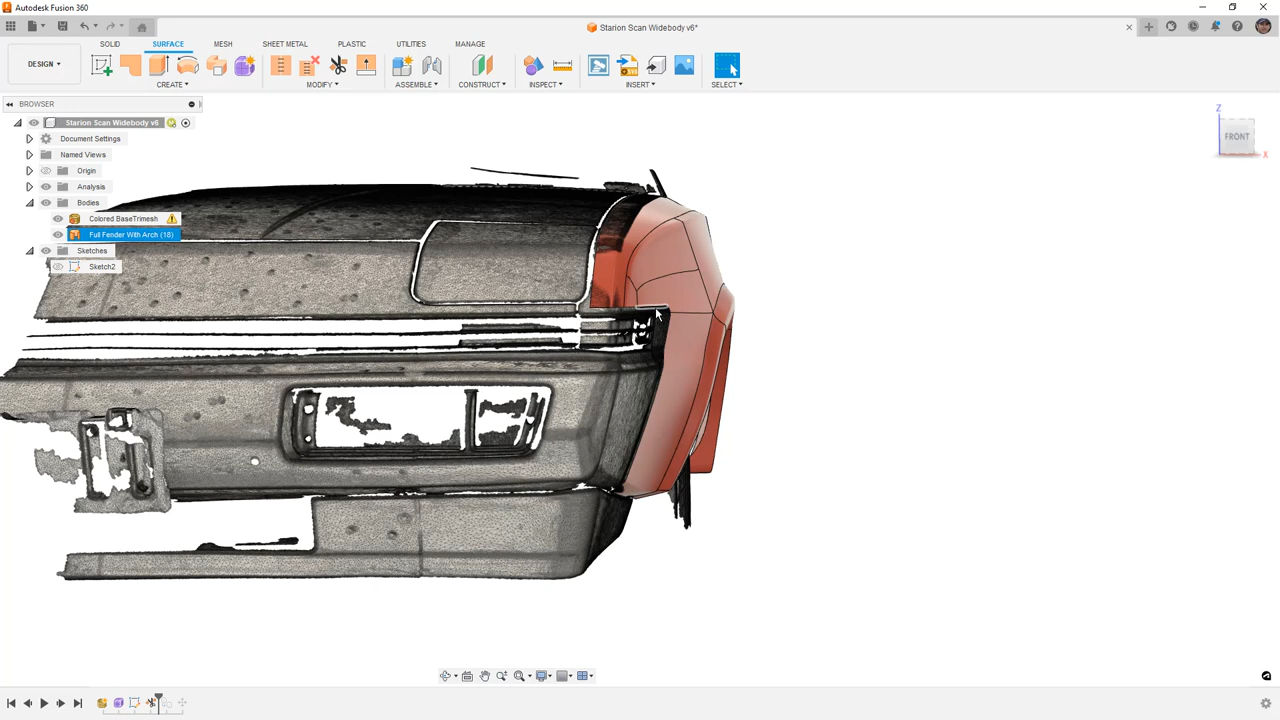 Autodesk Fusion 360
Starion Scan Widebody v6*
DESIGN
SOLID SURFACE MESH SHEET METAL PLASTIC UTILITIES MANAGE
CREATE MODIFY ASSEMBLE CONSTRUCT INSPECT INSERT SELECT
BROWSER
Starion Scan Widebody v6
Document Settings
Named Views
Origin
Analysis
Bodies
Colored BaseTrimesh
Full Fender With Arch (18)
Sketches
Sketch2
Z
FRONT
X